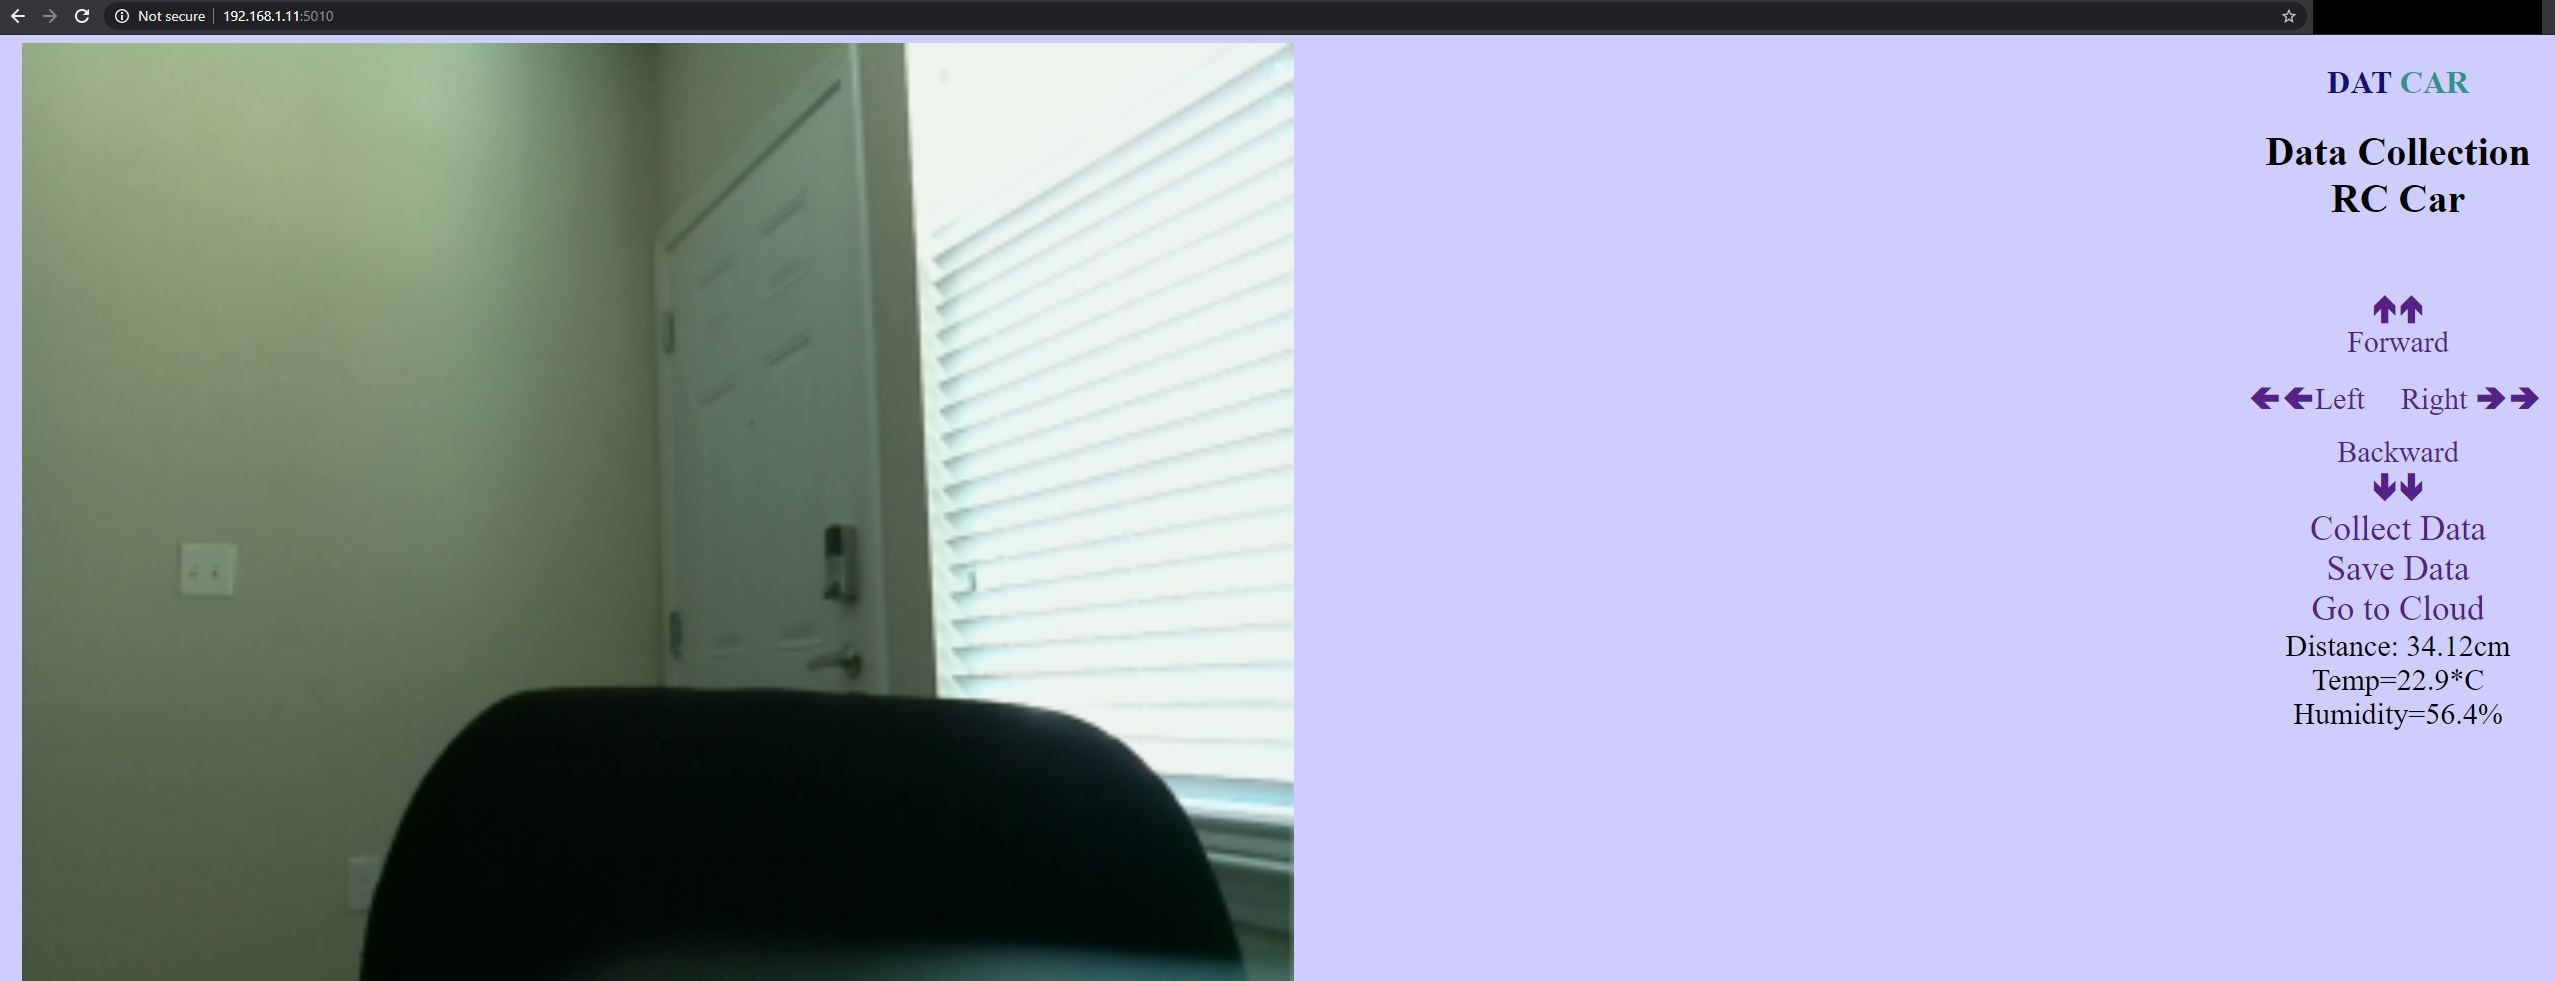 Not secure 192.168.1.11:5010
DAT CAR
Data Collection
RC Car
Forward
Left Right
Backward
Collect Data
Save Data
Go to Cloud
Distance: 34.12cm
Temp=22.9*C
Humidity=56.4%